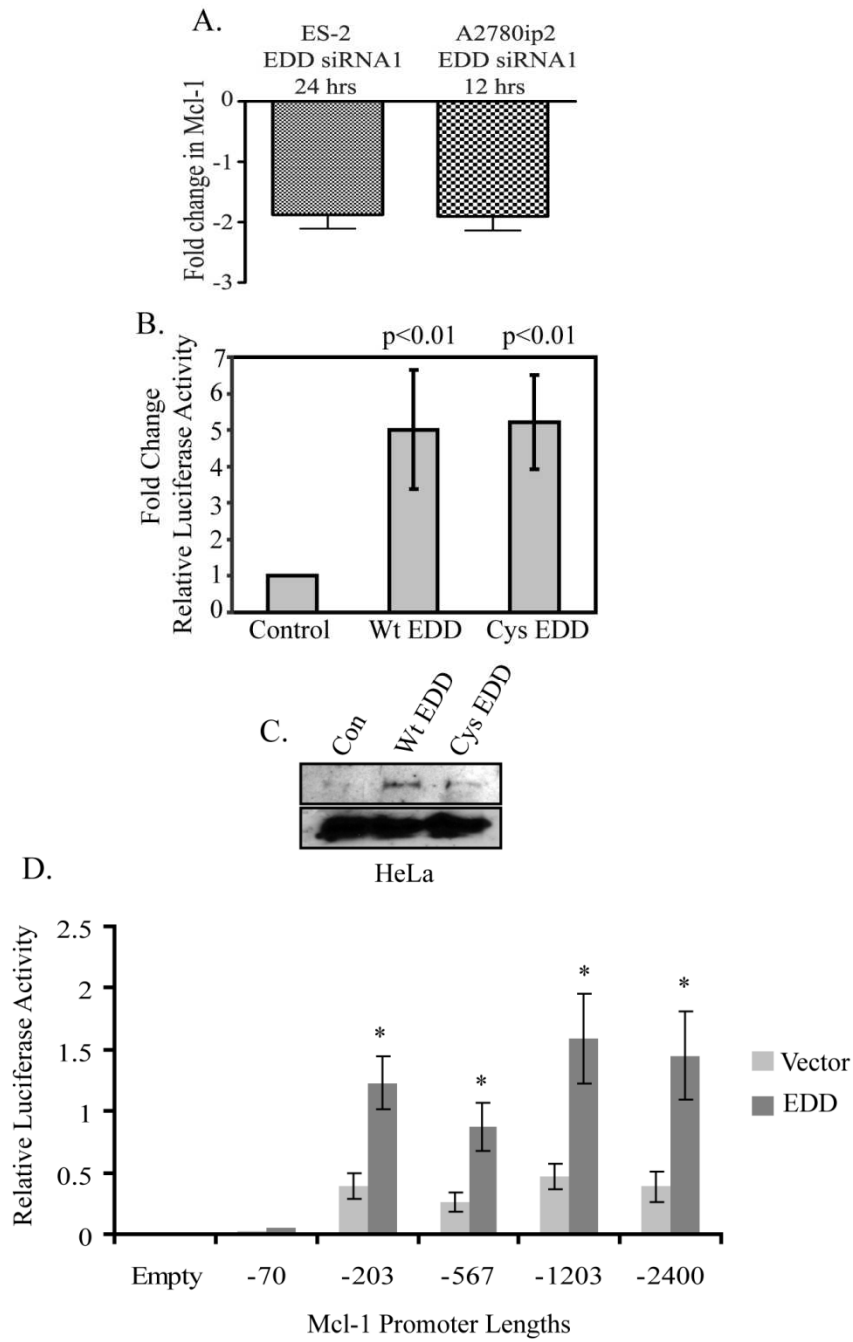 A.
ES-2
EDD siRNA1
24 hrs
A2780ip2
EDD siRNA1
12 hrs
Fold change in Mcl-1
0
-1
-2
-3
B.
p<0.01
p<0.01
Fold Change
Relative Luciferase Activity
7
6
5
4
3
2
1
0
Control
Wt EDD
Cys EDD
C.
Con
Wt EDD
Cys EDD
HeLa
D.
Relative Luciferase Activity
2.5
2
1.5
1
0.5
0
*
*
*
*
Vector
EDD
Empty
-70
-203
-567
-1203
-2400
Mcl-1 Promoter Lengths